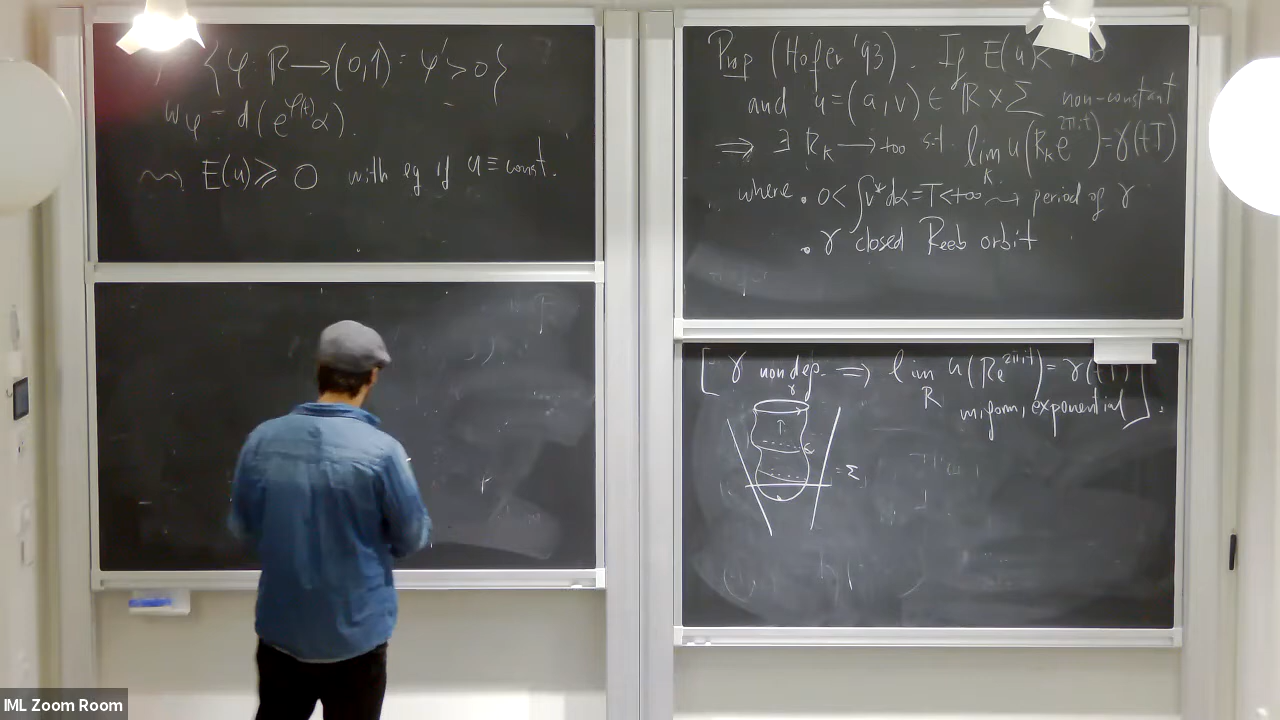 {φ: ℝ → (0,1) : φ' > 0}
ω_φ = d(e^{φ(t)} α).
⇝ E(u) ≥ 0 with eq if u ≡ const.
Prop (Hofer '93). If E(u) < +∞
and u = (a, v) ∈ ℝ × Σ non-constant
⇒ ∃ R_k → +∞ s.t. lim_k u(R_k e^{2πit}) = γ(tT)
where • 0 < ∫ v*dα = T < +∞ ⇝ period of γ
• γ closed Reeb orbit
[γ nondeg. ⇒ lim_R u(Re^{2πit}) = γ(tT)
uniform, exponential].
γ
= Σ
IML Zoom Room